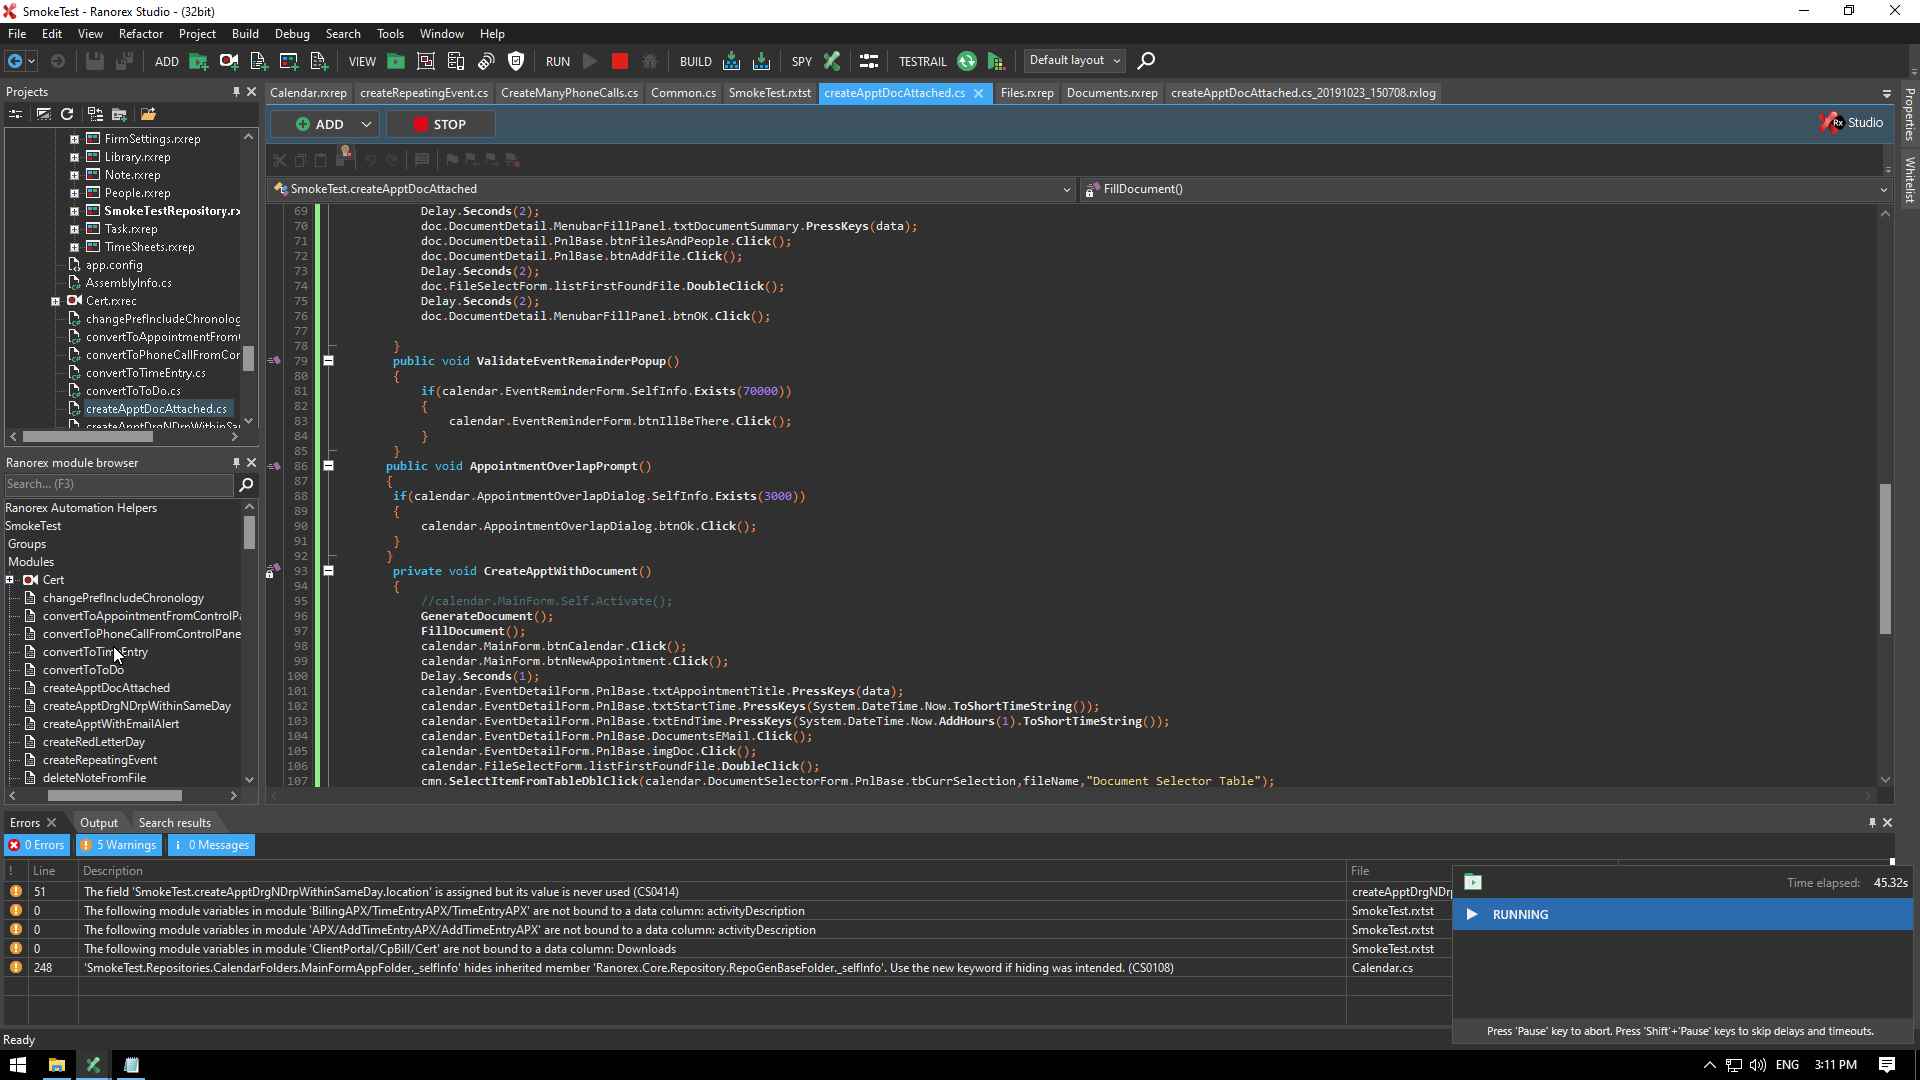 SmokeTest - Ranorex Studio - (32bit)
File Edit View Refactor Project Build Debug Search Tools Window Help
ADD VIEW RUN BUILD SPY TESTRAIL Default layout
Projects
Calendar.rxrep createRepeatingEvent.cs CreateManyPhoneCalls.cs Common.cs SmokeTest.rxtst createApptDocAttached.cs Files.rxrep Documents.rxrep createApptDocAttached.cs_20191023_150708.rxlog
Properties
Whitelist
ADD STOP
Rx Studio
SmokeTest.createApptDocAttached FillDocument()
FirmSettings.rxrep
Library.rxrep
Note.rxrep
People.rxrep
SmokeTestRepository.rx
Task.rxrep
TimeSheets.rxrep
app.config
AssemblyInfo.cs
Cert.rxrec
changePrefIncludeChronolog
convertToAppointmentFrom
convertToPhoneCallFromCor
convertToTimeEntry.cs
convertToToDo.cs
createApptDocAttached.cs
createApptDrgNDrpWithinSa
Ranorex module browser
Search... (F3)
Ranorex Automation Helpers
SmokeTest
Groups
Modules
Cert
changePrefIncludeChronology
convertToAppointmentFromControlPa
convertToPhoneCallFromControlPane
convertToTimeEntry
convertToToDo
createApptDocAttached
createApptDrgNDrpWithinSameDay
createApptWithEmailAlert
createRedLetterDay
createRepeatingEvent
deleteNoteFromFile
69 Delay.Seconds(2);
70 doc.DocumentDetail.MenubarFillPanel.txtDocumentSummary.PressKeys(data);
71 doc.DocumentDetail.PnlBase.btnFilesAndPeople.Click();
72 doc.DocumentDetail.PnlBase.btnAddFile.Click();
73 Delay.Seconds(2);
74 doc.FileSelectForm.listFirstFoundFile.DoubleClick();
75 Delay.Seconds(2);
76 doc.DocumentDetail.MenubarFillPanel.btnOK.Click();
77
78 }
79 public void ValidateEventRemainderPopup()
80 {
81 if(calendar.EventReminderForm.SelfInfo.Exists(70000))
82 {
83 calendar.EventReminderForm.btnIllBeThere.Click();
84 }
85 }
86 public void AppointmentOverlapPrompt()
87 {
88 if(calendar.AppointmentOverlapDialog.SelfInfo.Exists(3000))
89 {
90 calendar.AppointmentOverlapDialog.btnOk.Click();
91 }
92 }
93 private void CreateApptWithDocument()
94 {
95 //calendar.MainForm.Self.Activate();
96 GenerateDocument();
97 FillDocument();
98 calendar.MainForm.btnCalendar.Click();
99 calendar.MainForm.btnNewAppointment.Click();
100 Delay.Seconds(1);
101 calendar.EventDetailForm.PnlBase.txtAppointmentTitle.PressKeys(data);
102 calendar.EventDetailForm.PnlBase.txtStartTime.PressKeys(System.DateTime.Now.ToShortTimeString());
103 calendar.EventDetailForm.PnlBase.txtEndTime.PressKeys(System.DateTime.Now.AddHours(1).ToShortTimeString());
104 calendar.EventDetailForm.PnlBase.DocumentsEMail.Click();
105 calendar.EventDetailForm.PnlBase.imgDoc.Click();
106 calendar.FileSelectForm.listFirstFoundFile.DoubleClick();
107 cmn.SelectItemFromTableDblClick(calendar.DocumentSelectorForm.PnlBase.tbCurrSelection,fileName,"Document Selector Table");
Errors Output Search results
0 Errors 5 Warnings 0 Messages
! Line Description File
51 The field 'SmokeTest.createApptDrgNDrpWithinSameDay.location' is assigned but its value is never used (CS0414) createApptDrgNDrp
0 The following module variables in module 'BillingAPX/TimeEntryAPX/TimeEntryAPX' are not bound to a data column: activityDescription SmokeTest.rxtst
0 The following module variables in module 'APX/AddTimeEntryAPX/AddTimeEntryAPX' are not bound to a data column: activityDescription SmokeTest.rxtst
0 The following module variables in module 'ClientPortal/CpBill/Cert' are not bound to a data column: Downloads SmokeTest.rxtst
248 'SmokeTest.Repositories.CalendarFolders.MainFormAppFolder._selfInfo' hides inherited member 'Ranorex.Core.Repository.RepoGenBaseFolder._selfInfo'. Use the new keyword if hiding was intended. (CS0108) Calendar.cs
Time elapsed: 45.32s
RUNNING
Press 'Pause' key to abort. Press 'Shift'+'Pause' keys to skip delays and timeouts.
Ready
ENG 3:11 PM